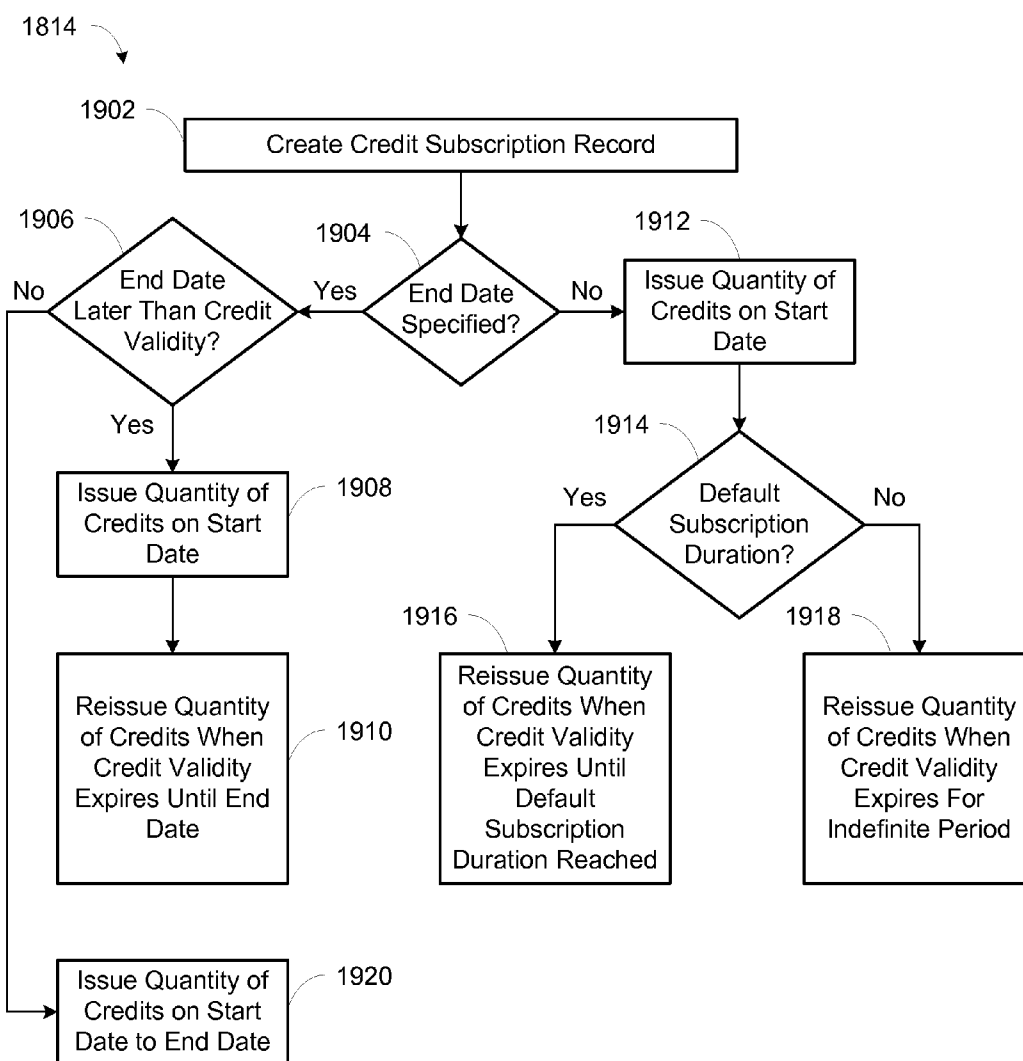 1814
1902
Create Credit Subscription Record
1906
1904
1912
No
End Date
Later Than Credit
Validity?
Yes
End Date
Specified?
No
Issue Quantity of
Credits on Start
Date
Yes
1914
Issue Quantity of
Credits on Start
Date
1908
Yes
Default
Subscription
Duration?
No
1916
1918
Reissue Quantity
of Credits When
Credit Validity
Expires Until End
Date
1910
Reissue Quantity
of Credits When
Credit Validity
Expires Until
Default
Subscription
Duration Reached
Reissue Quantity
of Credits When
Credit Validity
Expires For
Indefinite Period
Issue Quantity of
Credits on Start
Date to End Date
1920